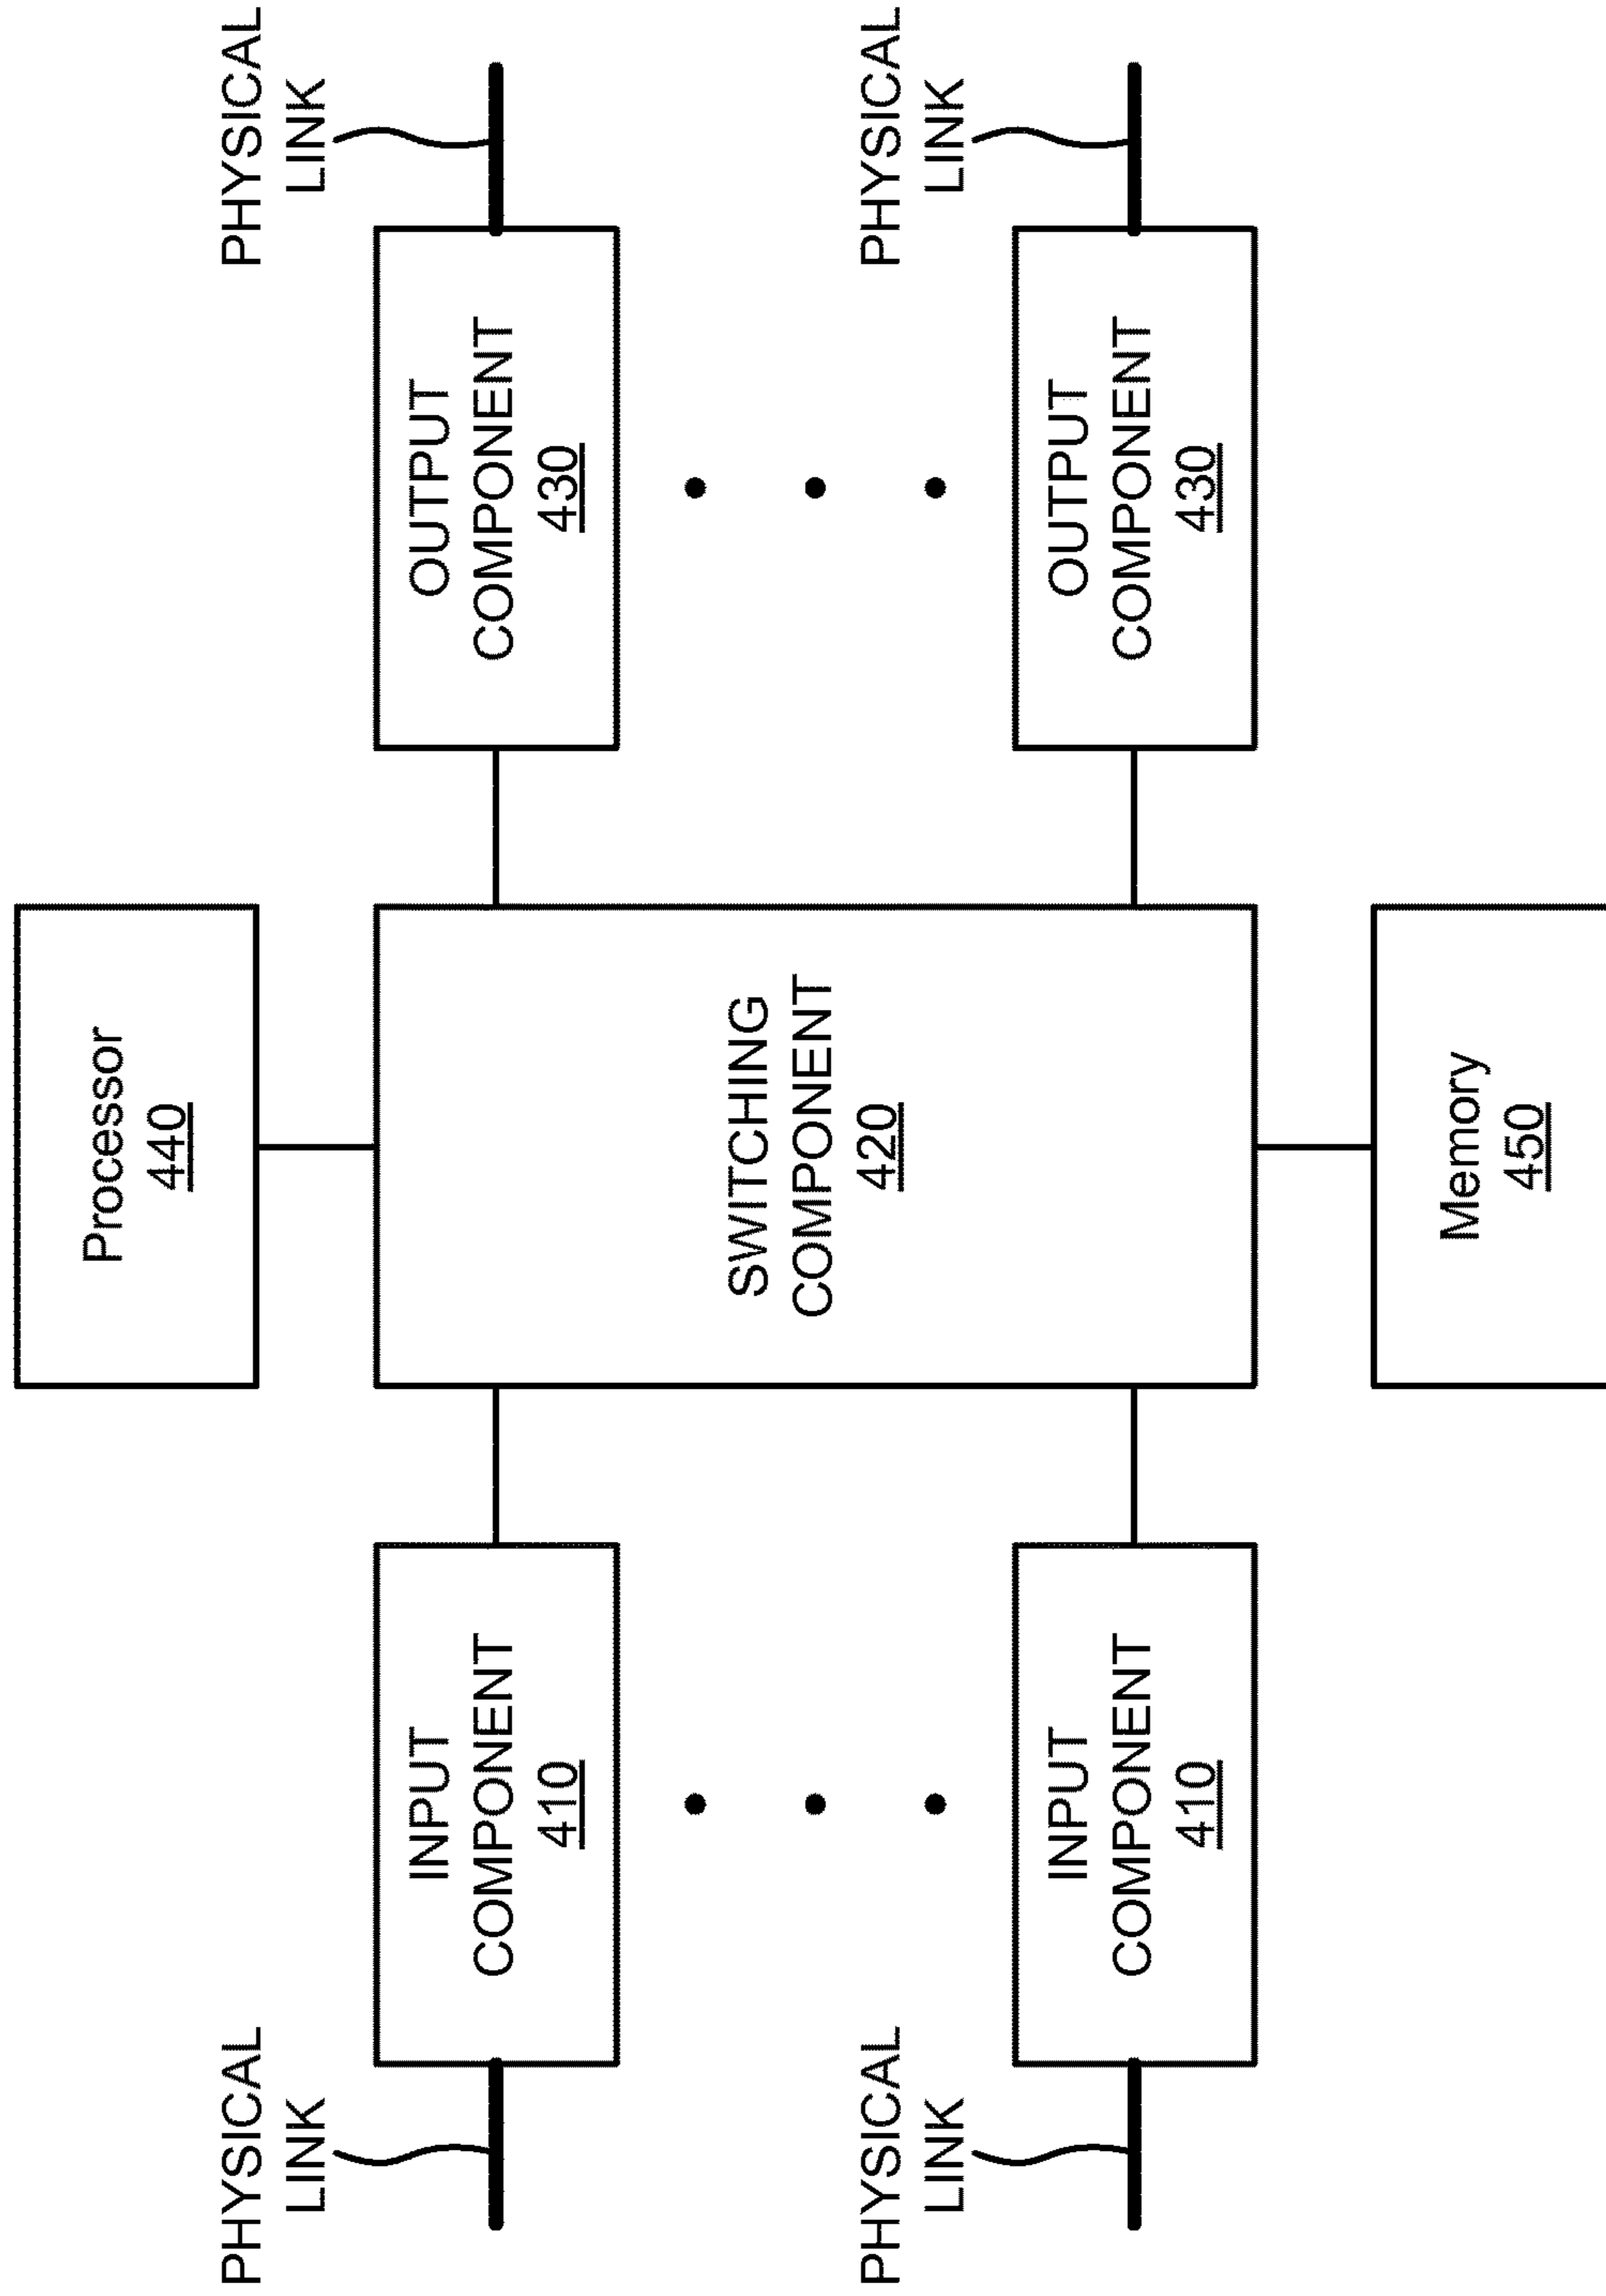 Processor
440
PHYSICAL
LINK
INPUT
COMPONENT
410
SWITCHING
COMPONENT
420
OUTPUT
COMPONENT
430
PHYSICAL
LINK
PHYSICAL
LINK
INPUT
COMPONENT
410
OUTPUT
COMPONENT
430
PHYSICAL
LINK
Memory
450